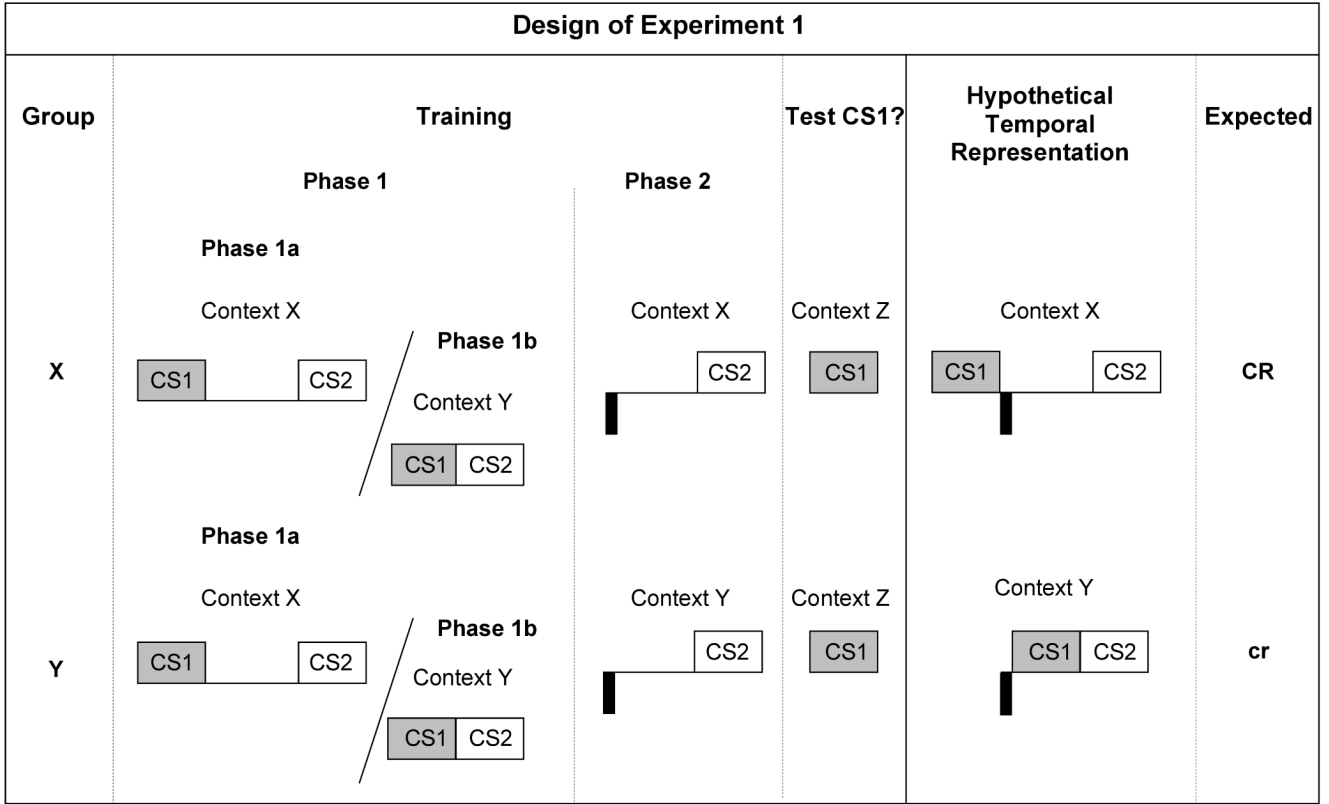 Design of Experiment 1
Group
Training
Test CS1?
Hypothetical
Temporal
Representation
Expected
Phase 1
Phase 2
Phase 1a
Context X
Phase 1b
Context X
Context Z
Context X
X
CS1
CS2
Context Y
CS1 CS2
CS2
CS1
CS1
CS2
CR
Phase 1a
Context X
Phase 1b
Context Y
Context Z
Context Y
Y
CS1
CS2
Context Y
CS1 CS2
CS2
CS1
CS1 CS2
cr